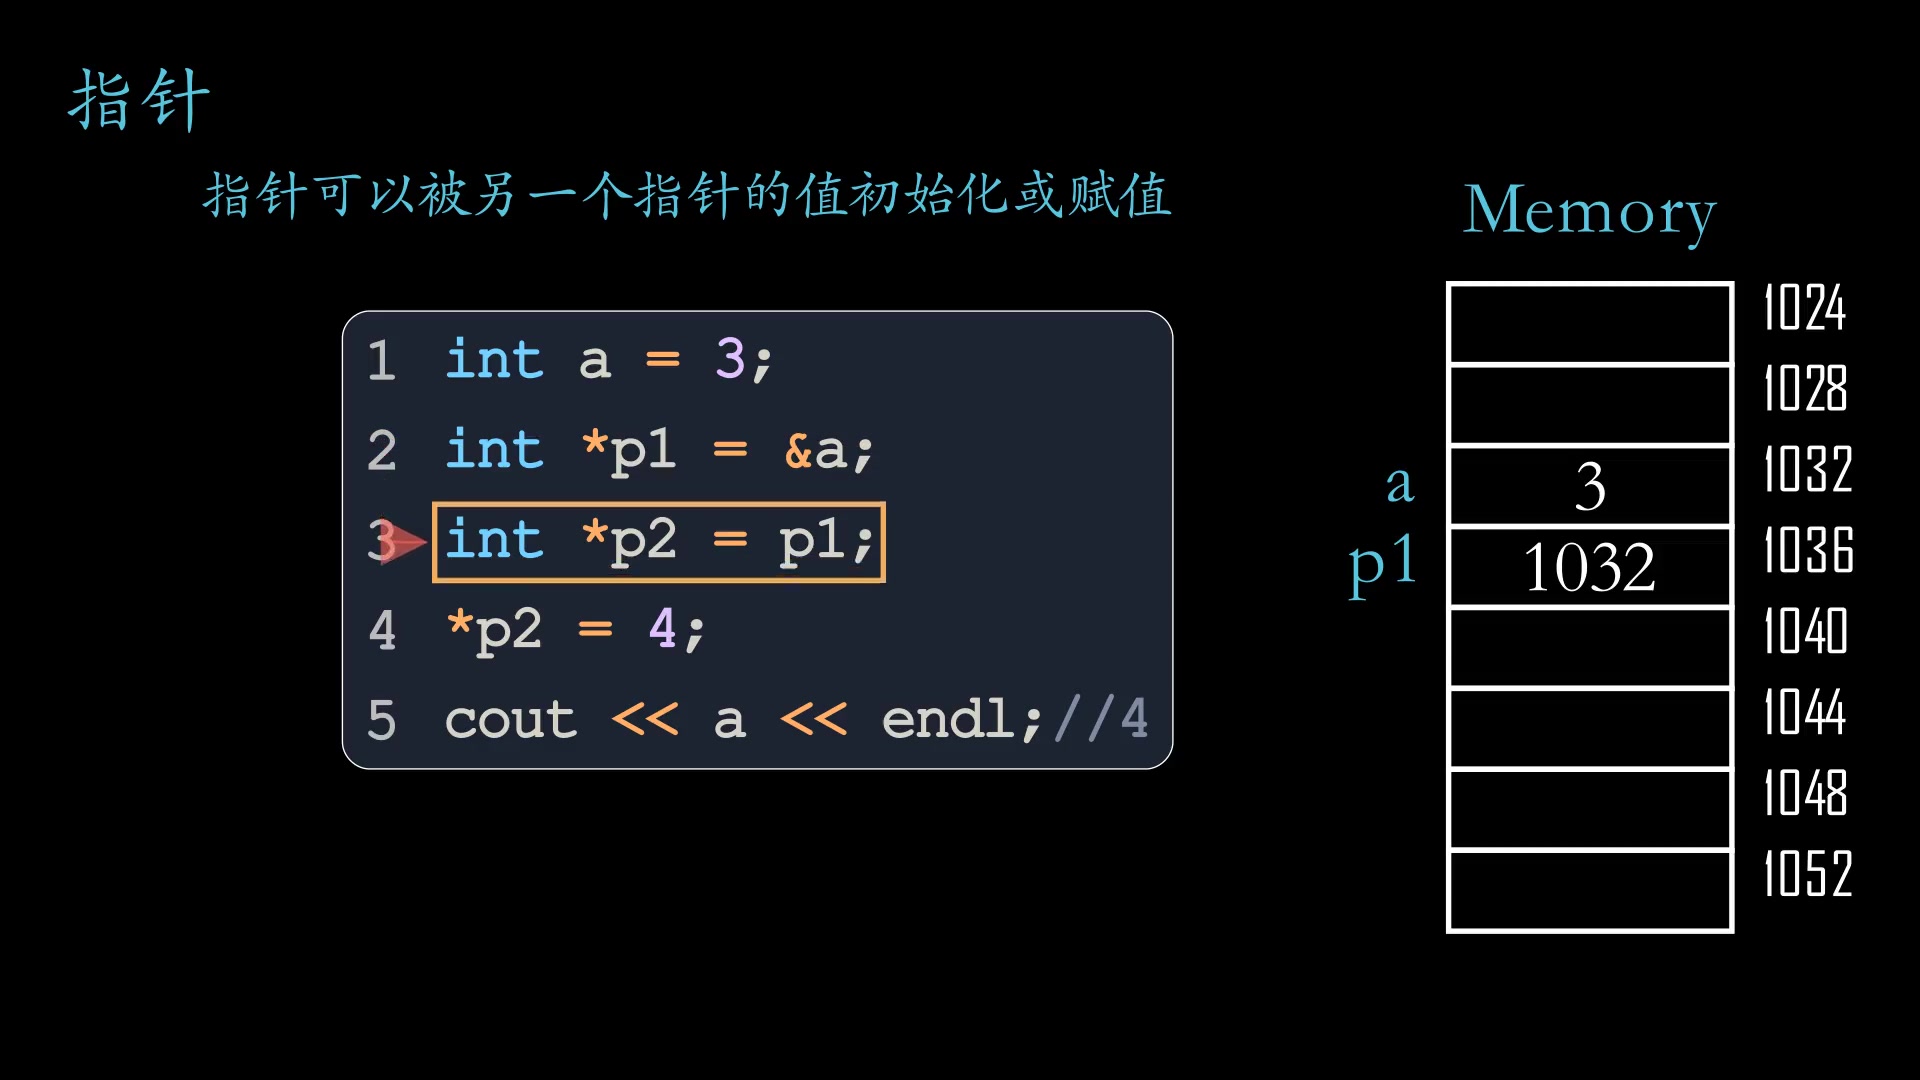 指针
指针可以被另一个指针的值初始化或赋值
1 int a = 3;
2 int *p1 = &a;
3 int *p2 = p1;
4 *p2 = 4;
5 cout << a << endl;//4
Memory
1024
1028
a 3 1032
p1 1032 1036
1040
1044
1048
1052